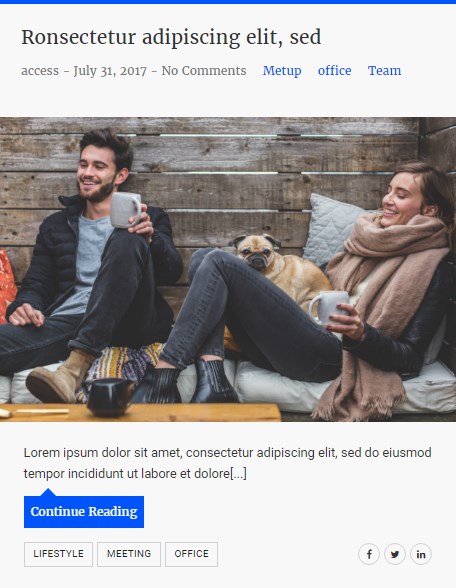 Ronsectetur adipiscing elit, sed
access - July 31, 2017 - No Comments Metup office Team
Lorem ipsum dolor sit amet, consectetur adipiscing elit, sed do eiusmod
tempor incididunt ut labore et dolore[...]
Continue Reading
LIFESTYLE MEETING OFFICE